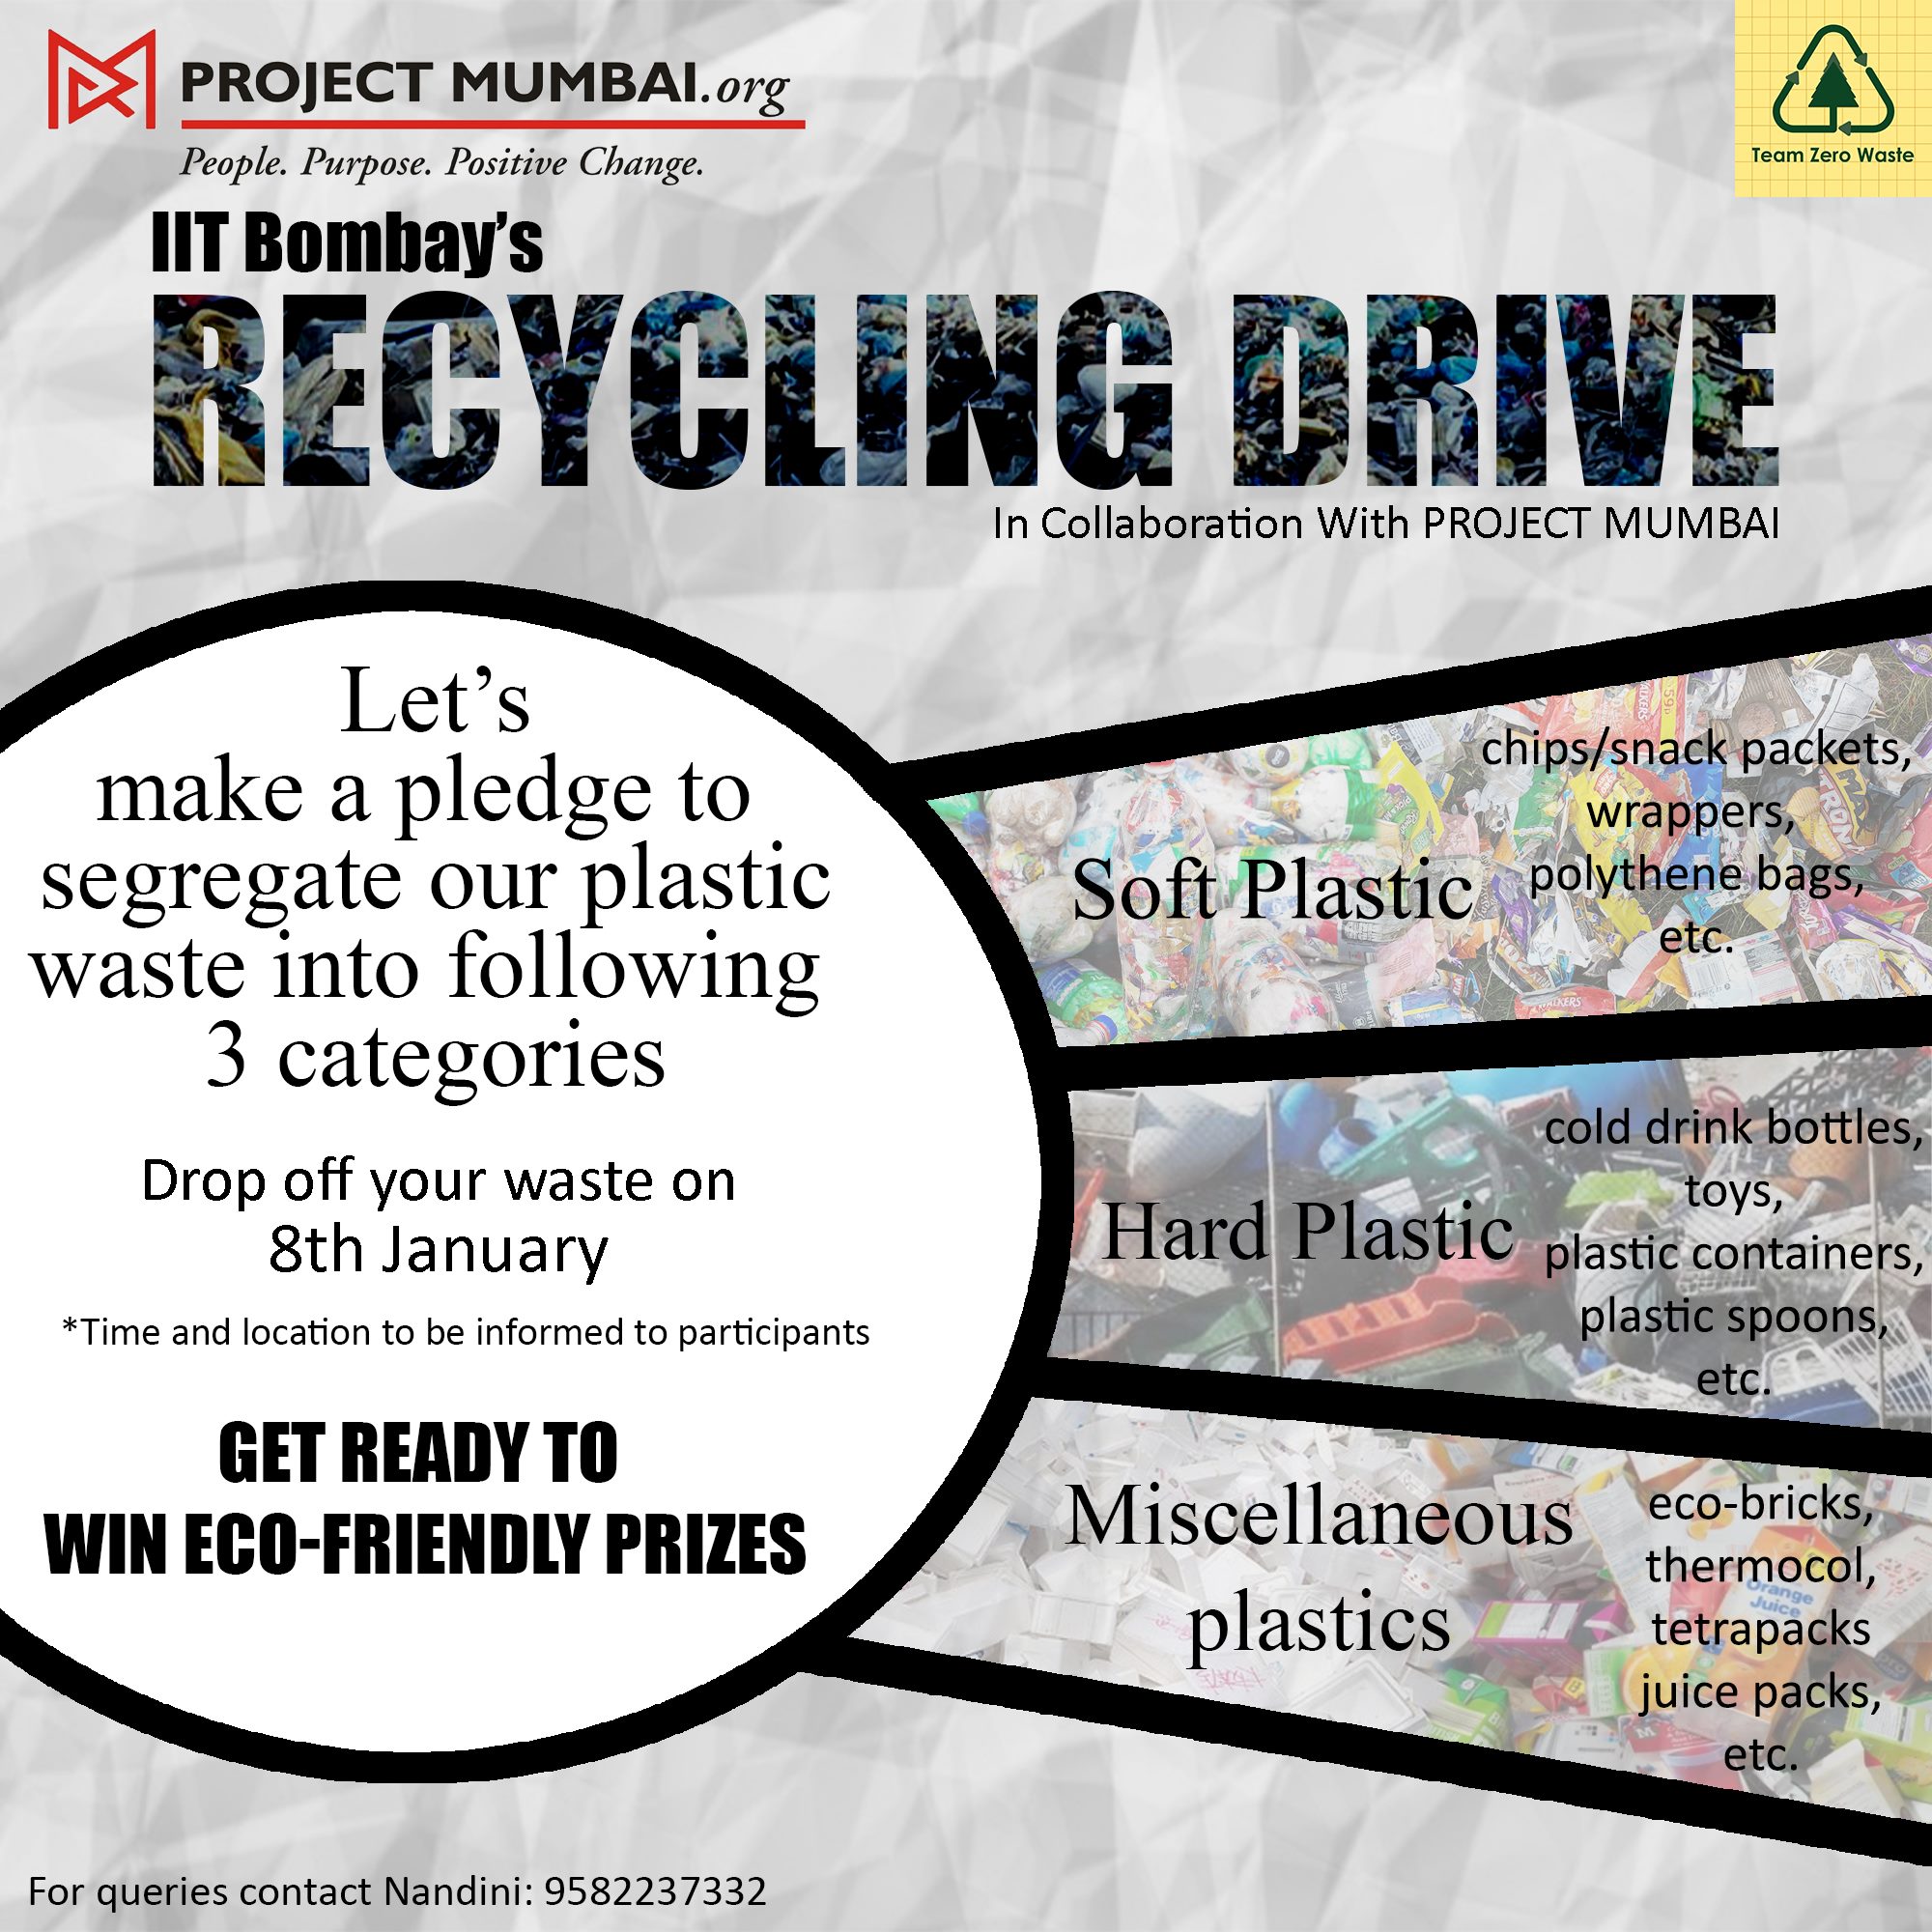 PROJECT MUMBAI.org
People. Purpose. Positive Change.
Team Zero Waste
IIT Bombay's
RECYCLING DRIVE
In Collaboration With PROJECT MUMBAI
Let's
make a pledge to
segregate our plastic
waste into following
3 categories
Drop off your waste on
8th January
*Time and location to be informed to participants
GET READY TO
WIN ECO-FRIENDLY PRIZES
Soft Plastic
chips/snack packets,
wrappers,
polythene bags,
etc.
Hard Plastic
cold drink bottles,
toys,
plastic containers,
plastic spoons,
etc.
Miscellaneous
plastics
eco-bricks,
thermocol,
tetrapacks
juice packs,
etc.
Orange
Juice
WALKERS
For queries contact Nandini: 9582237332